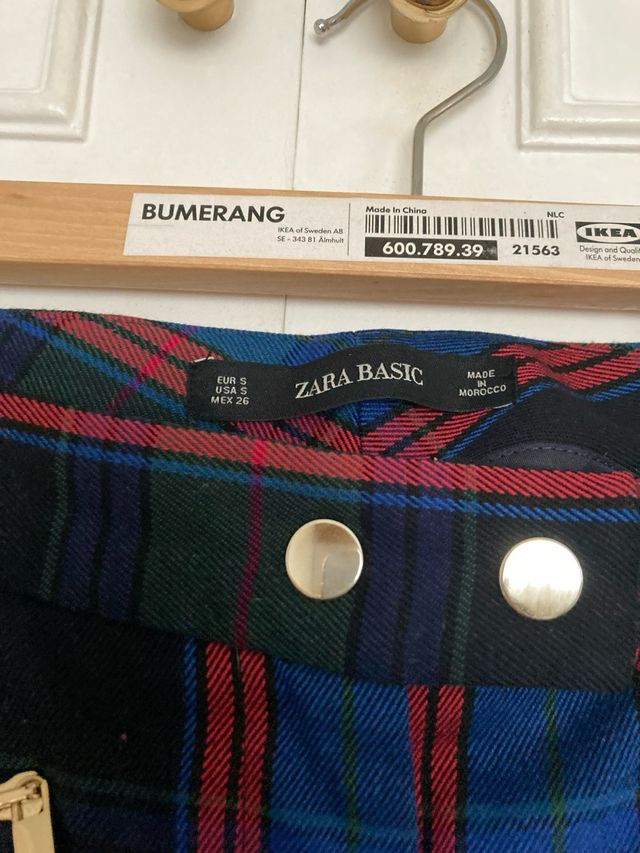 BUMERANG
IKEA of Sweden AB
SE - 343 81 Älmhult
Made In China
NLC
600.789.39
21563
IKEA
Design and Qualit
IKEA of Sweden
EUR S
USA S
MEX 26
ZARA BASIC
MADE
IN
MOROCCO